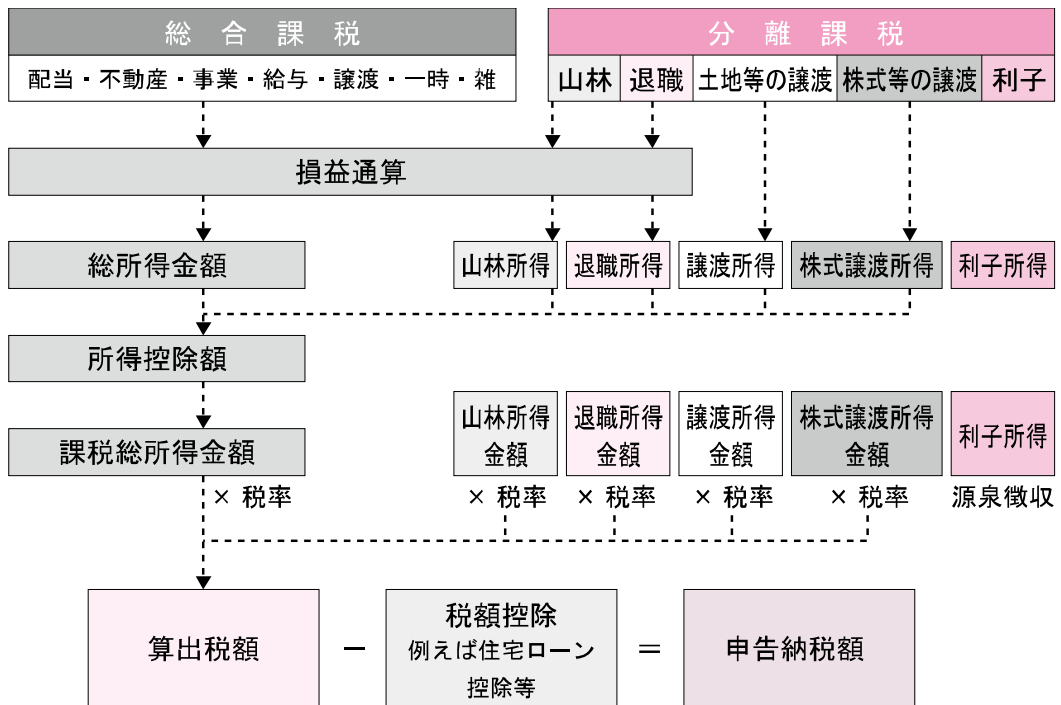 総合課税
分離課税
配当・不動産・事業・給与・譲渡・一時・雑
山林
退職
土地等の譲渡
株式等の譲渡
利子
損益通算
総所得金額
山林所得
退職所得
譲渡所得
株式譲渡所得
利子所得
所得控除額
課税総所得金額
山林所得
金額
退職所得
金額
譲渡所得
金額
株式譲渡所得
金額
利子所得
× 税率
× 税率
× 税率
× 税率
× 税率
源泉徴収
算出税額
−
税額控除
例えば住宅ローン
控除等
=
申告納税額